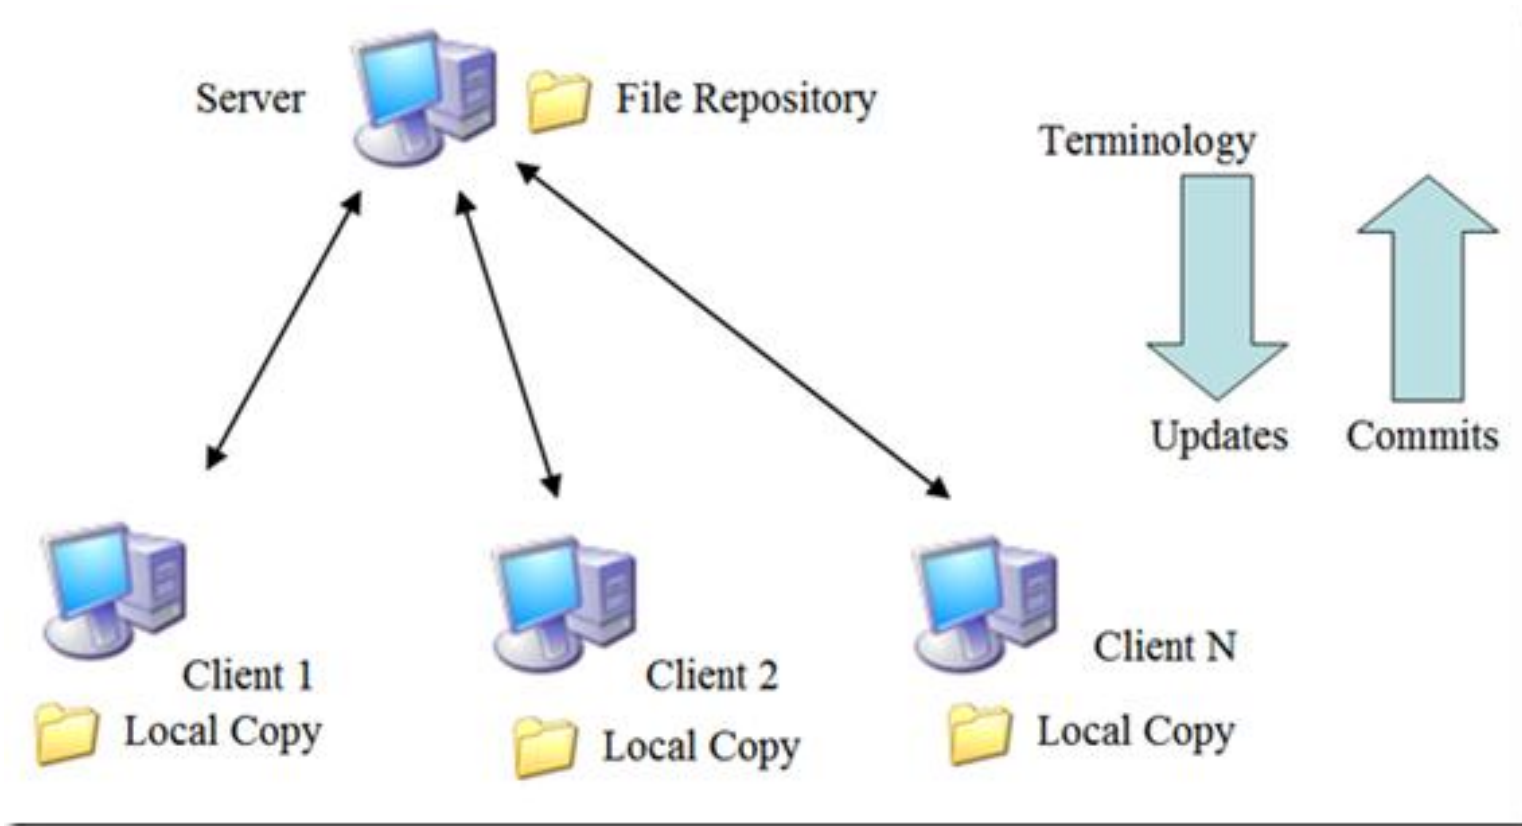 Server
File Repository
Terminology
Updates
Commits
Client 1
Local Copy
Client 2
Local Copy
Client N
Local Copy